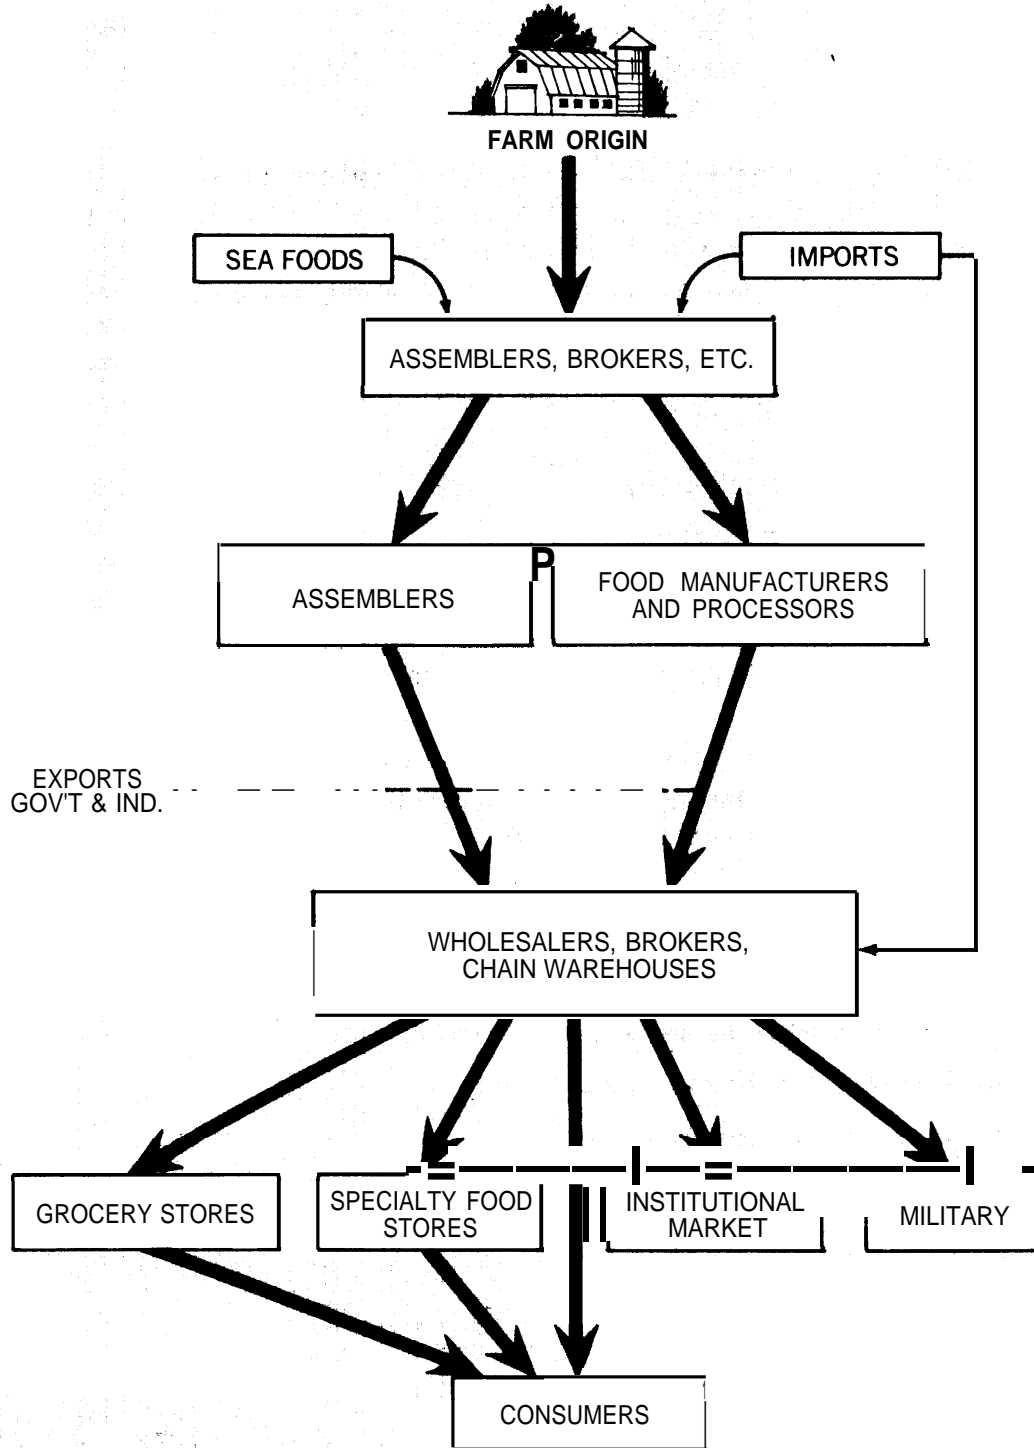 FARM ORIGIN
SEA FOODS
IMPORTS
ASSEMBLERS, BROKERS, ETC.
ASSEMBLERS
P
FOOD MANUFACTURERS
AND PROCESSORS
EXPORTS
GOV'T & IND.
WHOLESALERS, BROKERS,
CHAIN WAREHOUSES
GROCERY STORES
SPECIALTY FOOD
STORES
INSTITUTIONAL
MARKET
MILITARY
CONSUMERS